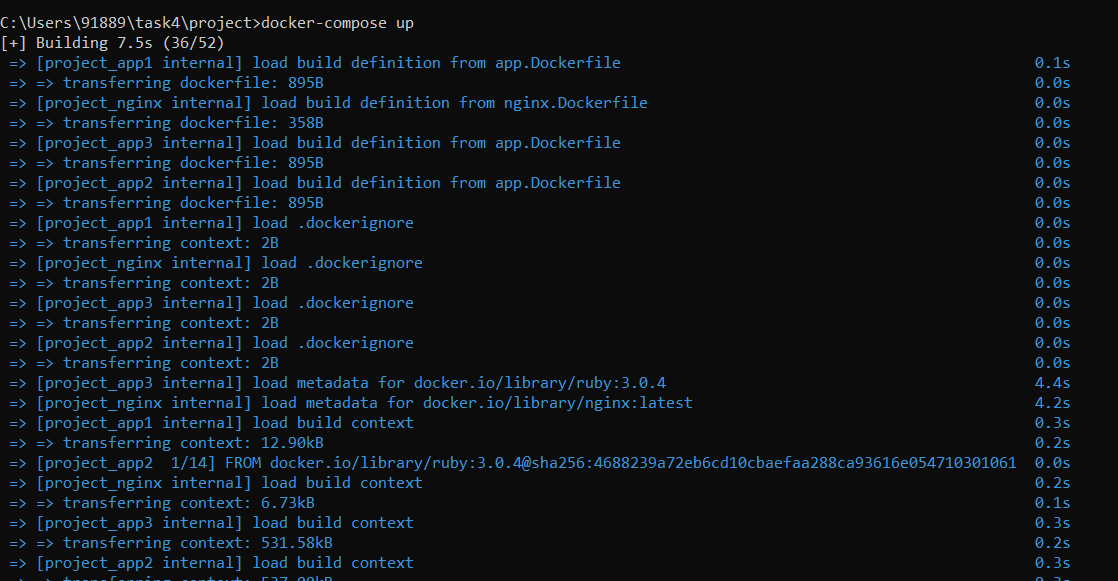 C:\Users\91889\task4\project>docker-compose up
[+] Building 7.5s (36/52)
=> [project_app1 internal] load build definition from app.Dockerfile 0.1s
=> => transferring dockerfile: 895B 0.0s
=> [project_nginx internal] load build definition from nginx.Dockerfile 0.0s
=> => transferring dockerfile: 358B 0.0s
=> [project_app3 internal] load build definition from app.Dockerfile 0.0s
=> => transferring dockerfile: 895B 0.0s
=> [project_app2 internal] load build definition from app.Dockerfile 0.0s
=> => transferring dockerfile: 895B 0.0s
=> [project_app1 internal] load .dockerignore 0.0s
=> => transferring context: 2B 0.0s
=> [project_nginx internal] load .dockerignore 0.0s
=> => transferring context: 2B 0.0s
=> [project_app3 internal] load .dockerignore 0.0s
=> => transferring context: 2B 0.0s
=> [project_app2 internal] load .dockerignore 0.0s
=> => transferring context: 2B 0.0s
=> [project_app3 internal] load metadata for docker.io/library/ruby:3.0.4 4.4s
=> [project_nginx internal] load metadata for docker.io/library/nginx:latest 4.2s
=> [project_app1 internal] load build context 0.3s
=> => transferring context: 12.90kB 0.2s
=> [project_app2  1/14] FROM docker.io/library/ruby:3.0.4@sha256:4688239a72eb6cd10cbaefaa288ca93616e054710301061 0.0s
=> [project_nginx internal] load build context 0.2s
=> => transferring context: 6.73kB 0.1s
=> [project_app3 internal] load build context 0.3s
=> => transferring context: 531.58kB 0.2s
=> [project_app2 internal] load build context 0.3s
=> => transferring context: